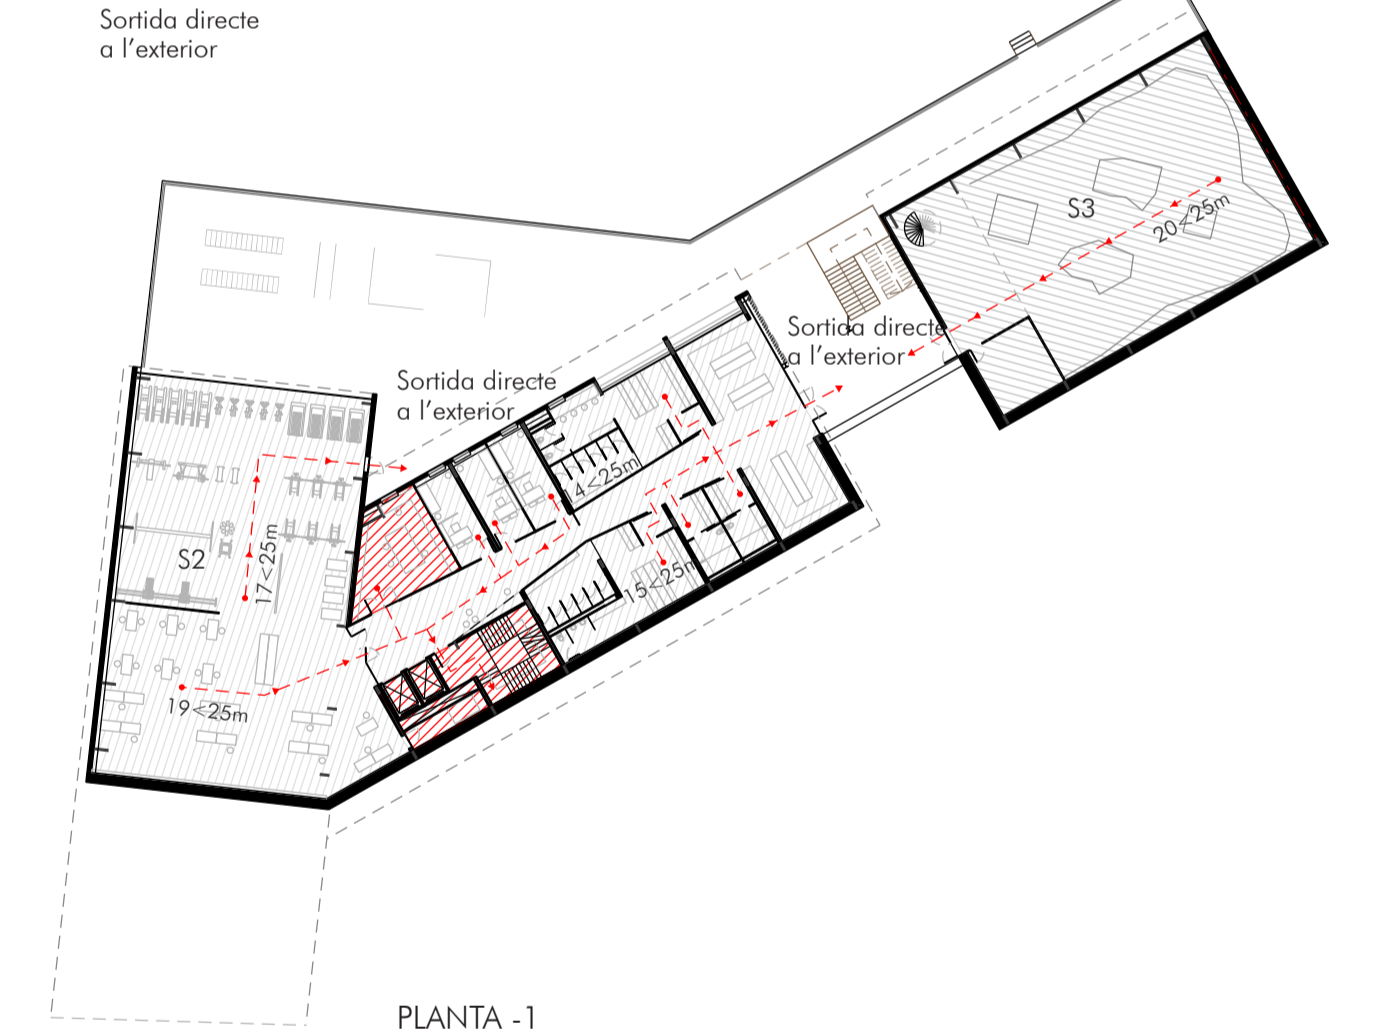 Sortida directe
a l'exterior
S3
20<25m
Sortida directe
a l'exterior
Sortida directe
a l'exterior
4<25m
S2
17<25m
15<25m
19<25m
PLANTA -1